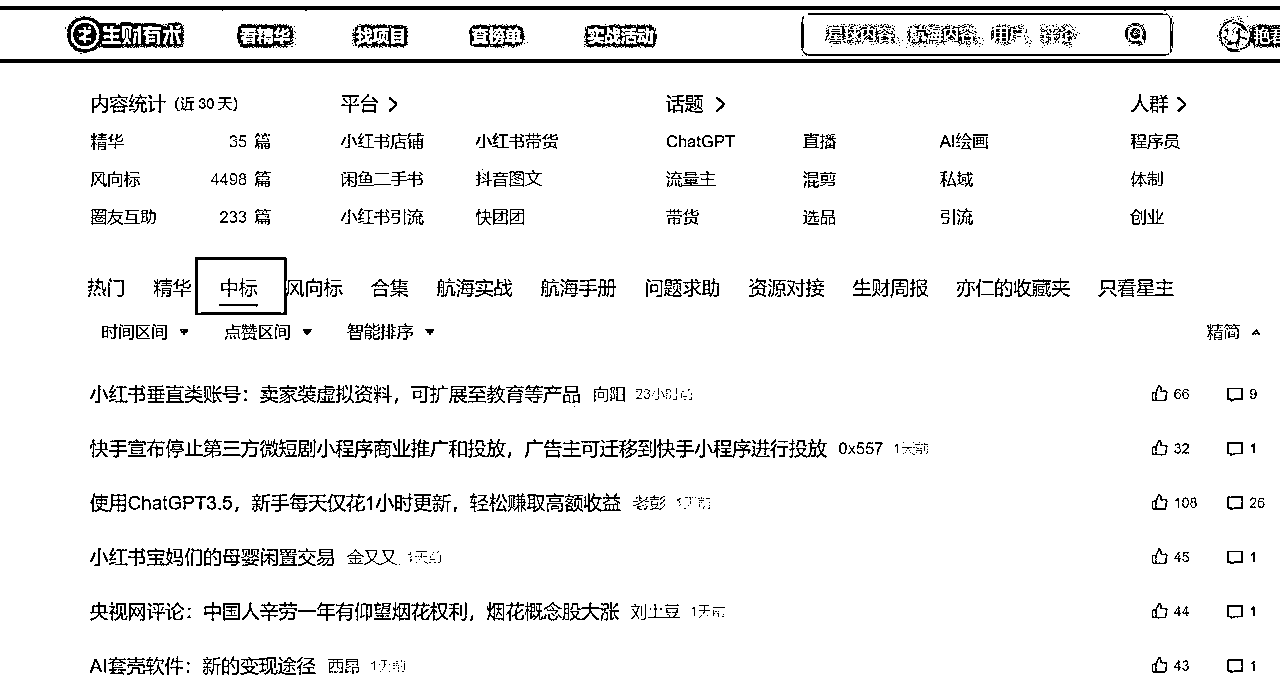 生财有术 看精华 找项目 查榜单 实战活动 星球内容、航海内容、用户、评论
内容统计(近 30 天) 平台 话题 人群
精华 35 篇 小红书店铺 小红书带货 ChatGPT 直播 AI绘画 程序员
风向标 4498 篇 闲鱼二手书 抖音图文 流量主 混剪 私域 体制
圈友互助 233 篇 小红书引流 快团团 带货 选品 引流 创业
热门 精华 中标 风向标 合集 航海实战 航海手册 问题求助 资源对接 生财周报 亦仁的收藏夹 只看星主
时间区间 点赞区间 智能排序 精简
小红书垂直类账号：卖家装虚拟资料，可扩展至教育等产品 向阳 23小时前 66 9
快手宣布停止第三方微短剧小程序商业推广和投放，广告主可迁移到快手小程序进行投放 0x557 1天前 32 1
使用ChatGPT3.5，新手每天仅花1小时更新，轻松赚取高额收益 老彭 1天前 108 26
小红书宝妈们的母婴闲置交易 金又又 1天前 45 1
央视网评论：中国人辛劳一年有仰望烟花权利，烟花概念股大涨 刘土豆 1天前 44 1
AI套壳软件：新的变现途径 西昂 1天前 43 1